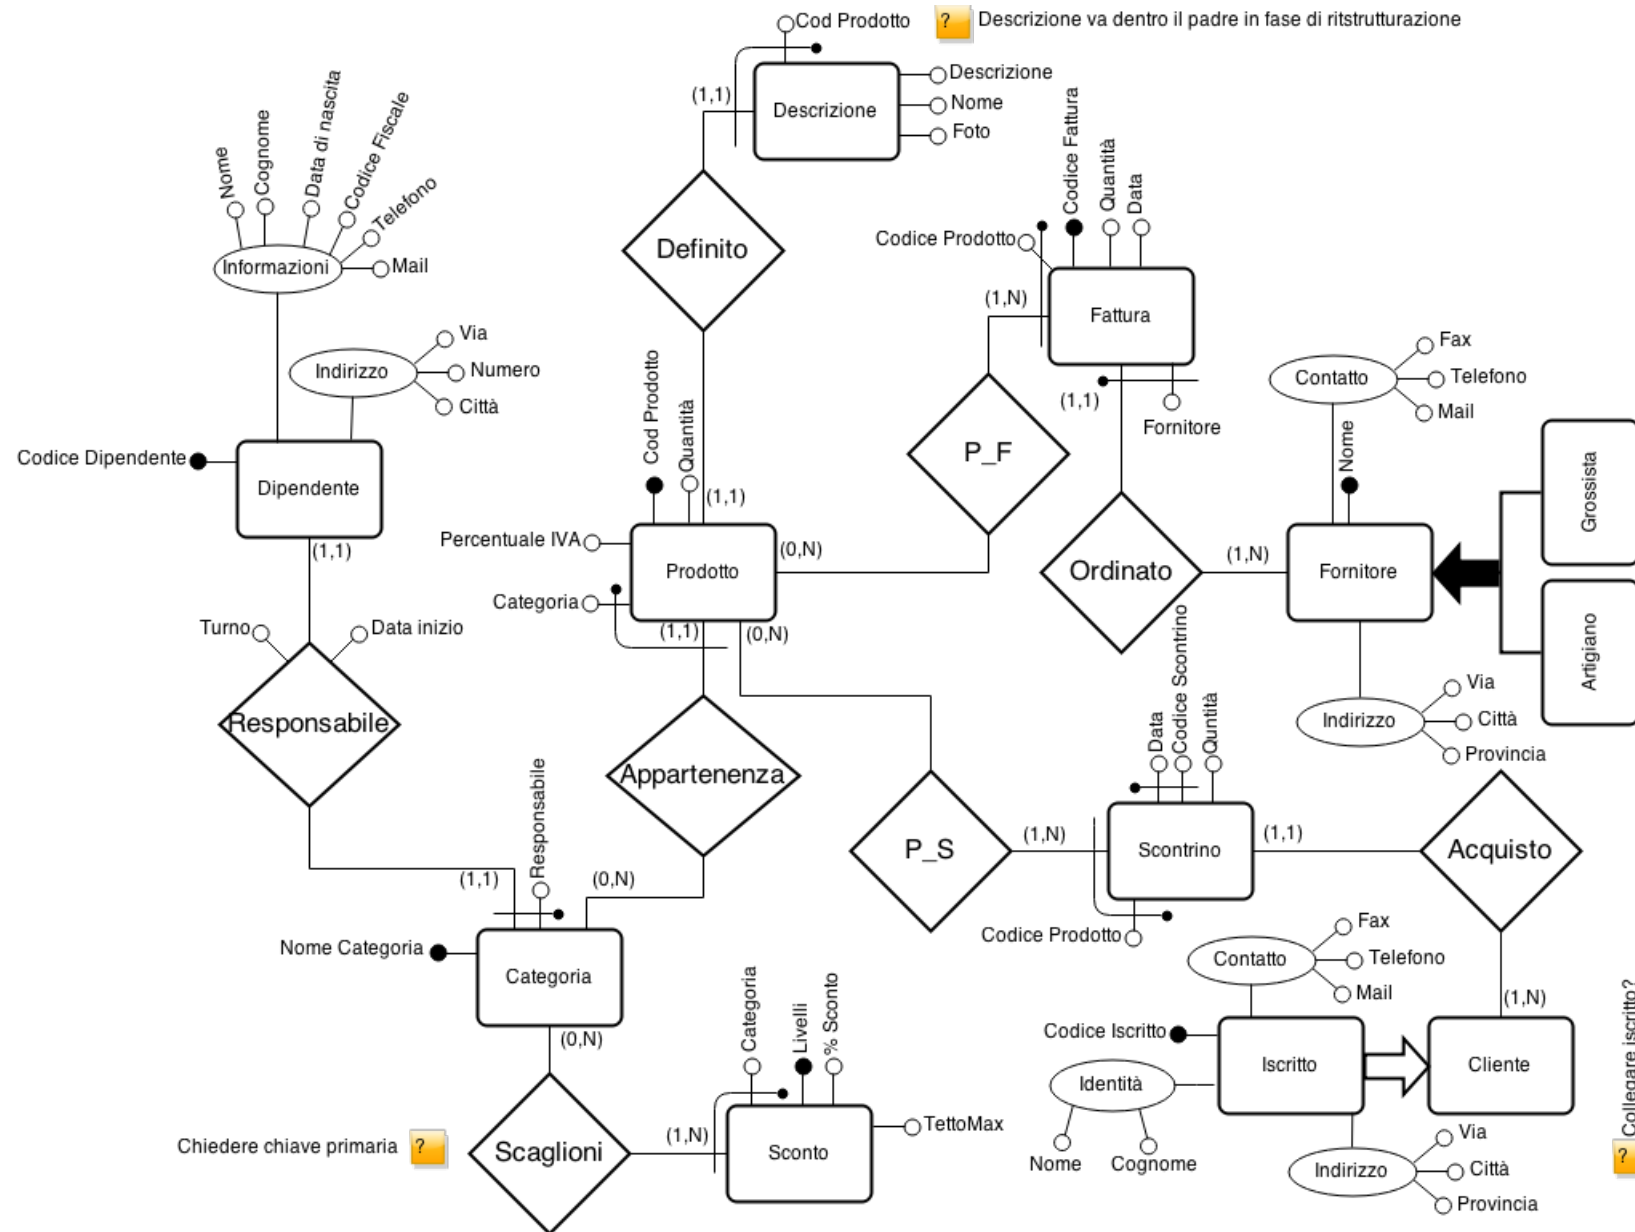 Cod Prodotto
? Descrizione va dentro il padre in fase di ritstrutturazione
Descrizione
(1,1)
Descrizione
Nome
Foto
Nome
Cognome
Data di nascita
Codice Fiscale
Telefono
Informazioni
Mail
Definito
Codice Fattura
Quantità
Data
Codice Prodotto
(1,N)
Fattura
Indirizzo
Via
Numero
Città
(1,1)
Fornitore
Contatto
Fax
Telefono
Mail
Codice Dipendente
Dipendente
(1,1)
Cod Prodotto
Quantità
(1,1)
P_F
Nome
Grossista
Percentuale IVA
Prodotto
(0,N)
Ordinato
(1,N)
Fornitore
Categoria
(1,1)
(0,N)
Artigiano
Turno
Data inizio
Responsabile
Indirizzo
Via
Città
Provincia
Data
Codice Scontrino
Quntità
Appartenenza
Responsabile
P_S
(1,N)
Scontrino
(1,1)
Acquisto
(1,1)
(0,N)
Codice Prodotto
Nome Categoria
Categoria
(0,N)
Contatto
Fax
Telefono
Mail
(1,N)
Categoria
Livelli
% Sconto
Codice Iscritto
Iscritto
Cliente
Identità
Nome
Cognome
Collegare iscritto?
?
Chiedere chiave primaria ?
Scaglioni
(1,N)
Sconto
TettoMax
Indirizzo
Via
Città
Provincia